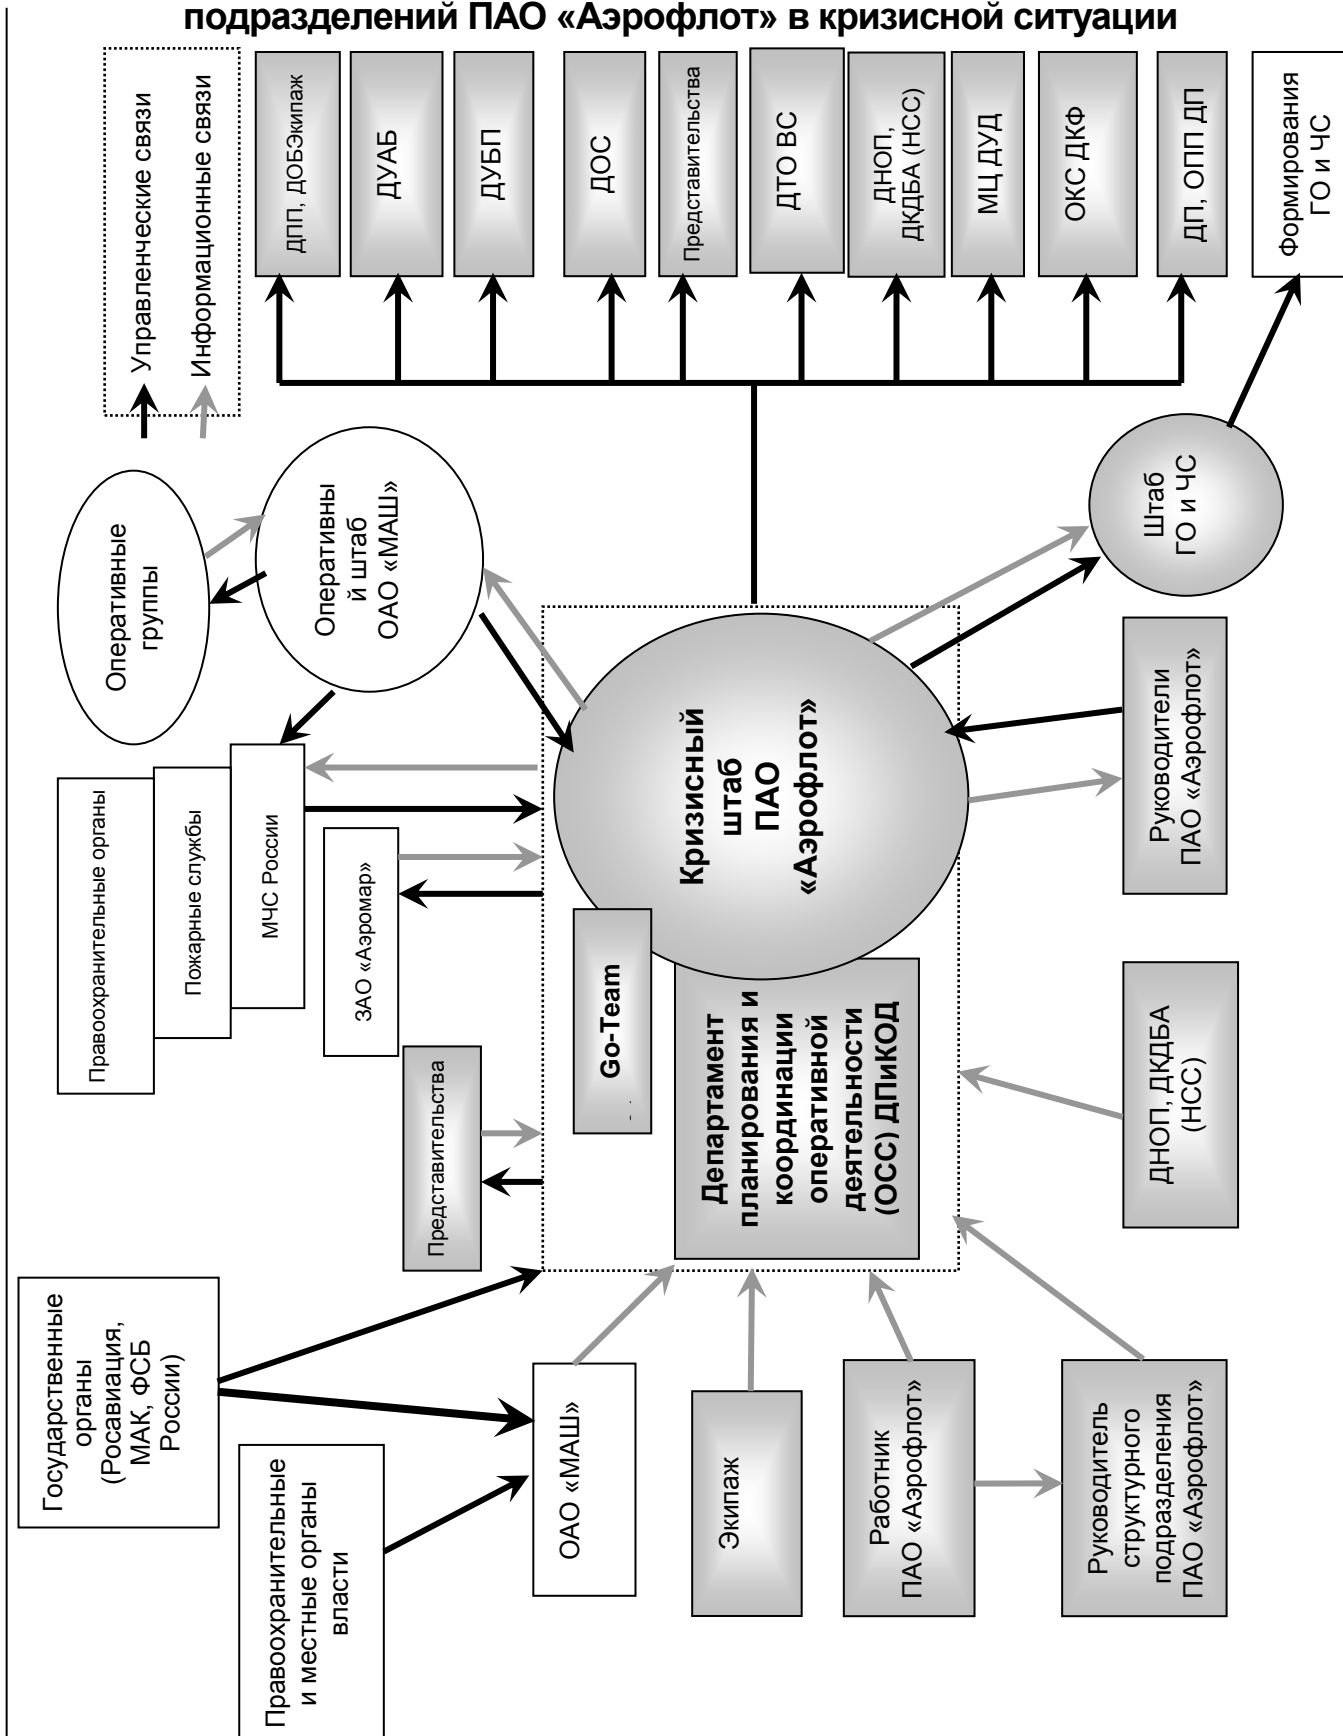 подразделений ПАО «Аэрофлот» в кризисной ситуации
Управленческие связи
Информационные связи
ДПП, ДОБЭкипаж
ДУАБ
ДУБП
ДОС
Представительства
ДТО ВС
ДНОП,
ДКДБА (НСС)
МЦ ДУД
ОКС ДКФ
ДП, ОПП ДП
Формирования
ГО и ЧС
Оперативные
группы
Оперативны
й штаб
ОАО «МАШ»
Штаб
ГО и ЧС
Правоохранительные органы
Пожарные службы
МЧС России
ЗАО «Аэромар»
Представительства
Кризисный
штаб
ПАО
«Аэрофлот»
Go-Team
Департамент
планирования и
координации
оперативной
деятельности
(ОСС) ДПиКОД
Руководители
ПАО «Аэрофлот»
ДНОП, ДКДБА
(НСС)
Государственные
органы
(Росавиация,
МАК, ФСБ
России)
Правоохранительные
и местные органы
власти
ОАО «МАШ»
Экипаж
Работник
ПАО «Аэрофлот»
Руководитель
структурного
подразделения
ПАО «Аэрофлот»